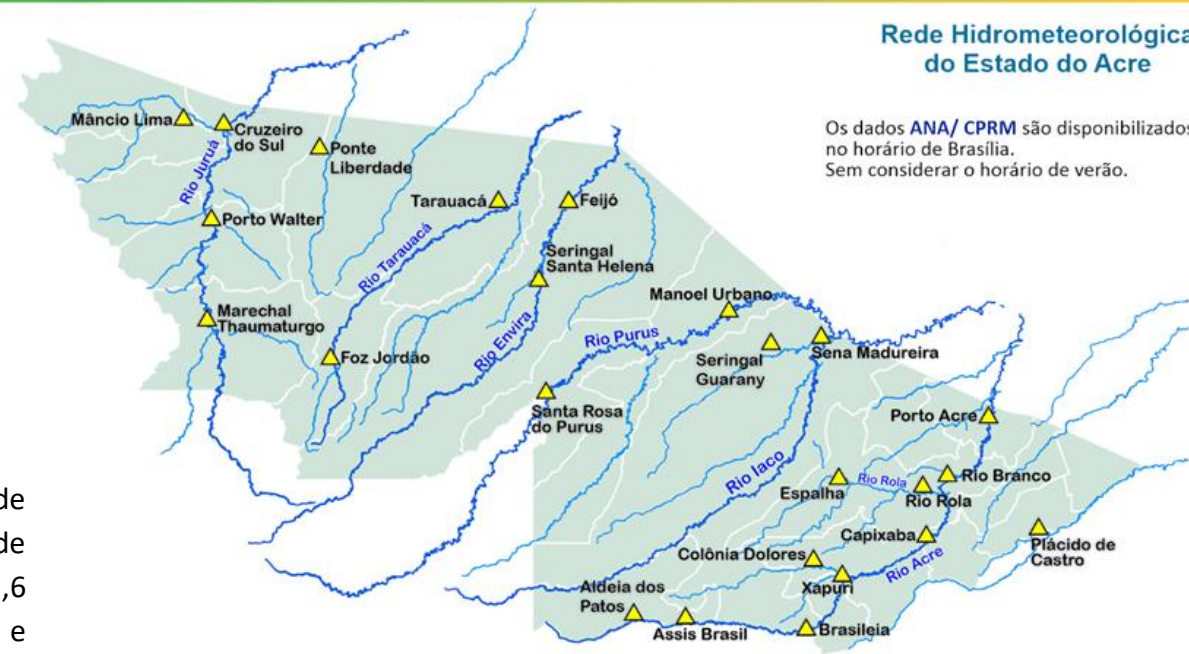 Rede Hidrometeorológica
do Estado do Acre
Os dados ANA/ CPRM são disponibilizados
no horário de Brasília.
Sem considerar o horário de verão.
Mâncio Lima
Cruzeiro
do Sul
Ponte
Liberdade
Rio Juruá
Tarauacá
Feijó
Porto Walter
Rio Tarauacá
Seringal
Santa Helena
Manoel Urbano
Marechal
Thaumaturgo
Rio Envira
Rio Purus
Foz Jordão
Seringal
Guarany
Sena Madureira
Santa Rosa
do Purus
Porto Acre
Rio Iaco
Espalha
Rio Rola
Rio Rola
Rio Branco
Capixaba
Plácido de
Castro
Colônia Dolores
Rio Acre
Xapuri
Aldeia dos
Patos
Assis Brasil
Brasileia
de
de
,6
e